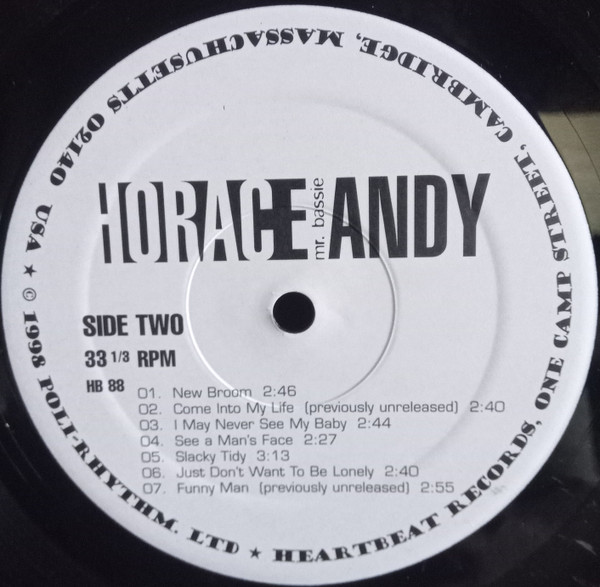 HORACE mr. bassie ANDY
SIDE TWO
33 1/3 RPM
HB 88
01. New Broom 2:46
02. Come Into My Life (previously unreleased) 2:40
03. I May Never See My Baby 2:44
04. See a Man's Face 2:27
05. Slacky Tidy 3:13
06. Just Don't Want To Be Lonely 2:40
07. Funny Man (previously unreleased) 2:55
© 1998 POLI-RHYTHM. LTD ★ HEARTBEAT RECORDS, ONE CAMP STREET, CAMBRIDGE, MASSACHUSETTS 02140 USA ★